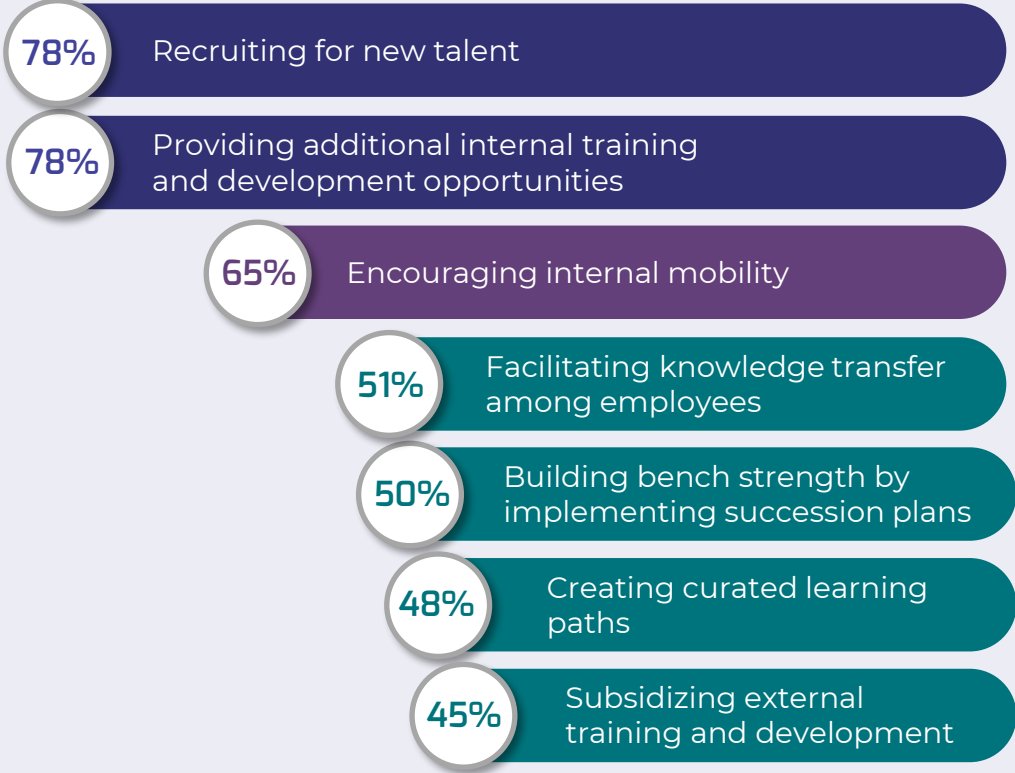 78%
Recruiting for new talent
78%
Providing additional internal training
and development opportunities
65%
Encouraging internal mobility
51%
Facilitating knowledge transfer
among employees
50%
Building bench strength by
implementing succession plans
48%
Creating curated learning
paths
45%
Subsidizing external
training and development